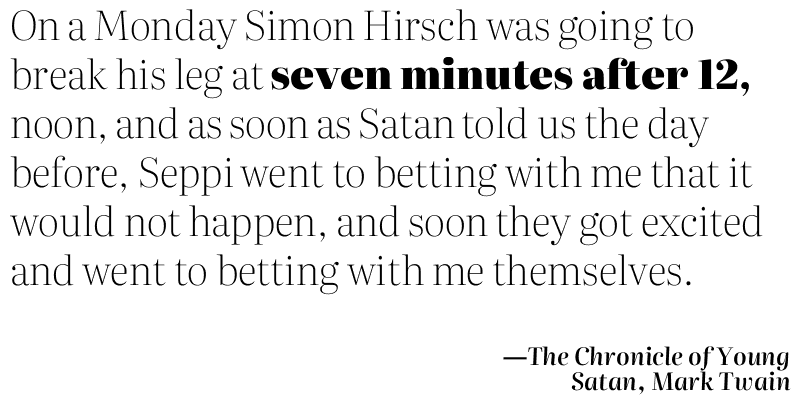 On a Monday Simon Hirsch was going to
break his leg at seven minutes after 12,
noon, and as soon as Satan told us the day
before, Seppi went to betting with me that it
would not happen, and soon they got excited
and went to betting with me themselves.
—The Chronicle of Young
Satan, Mark Twain